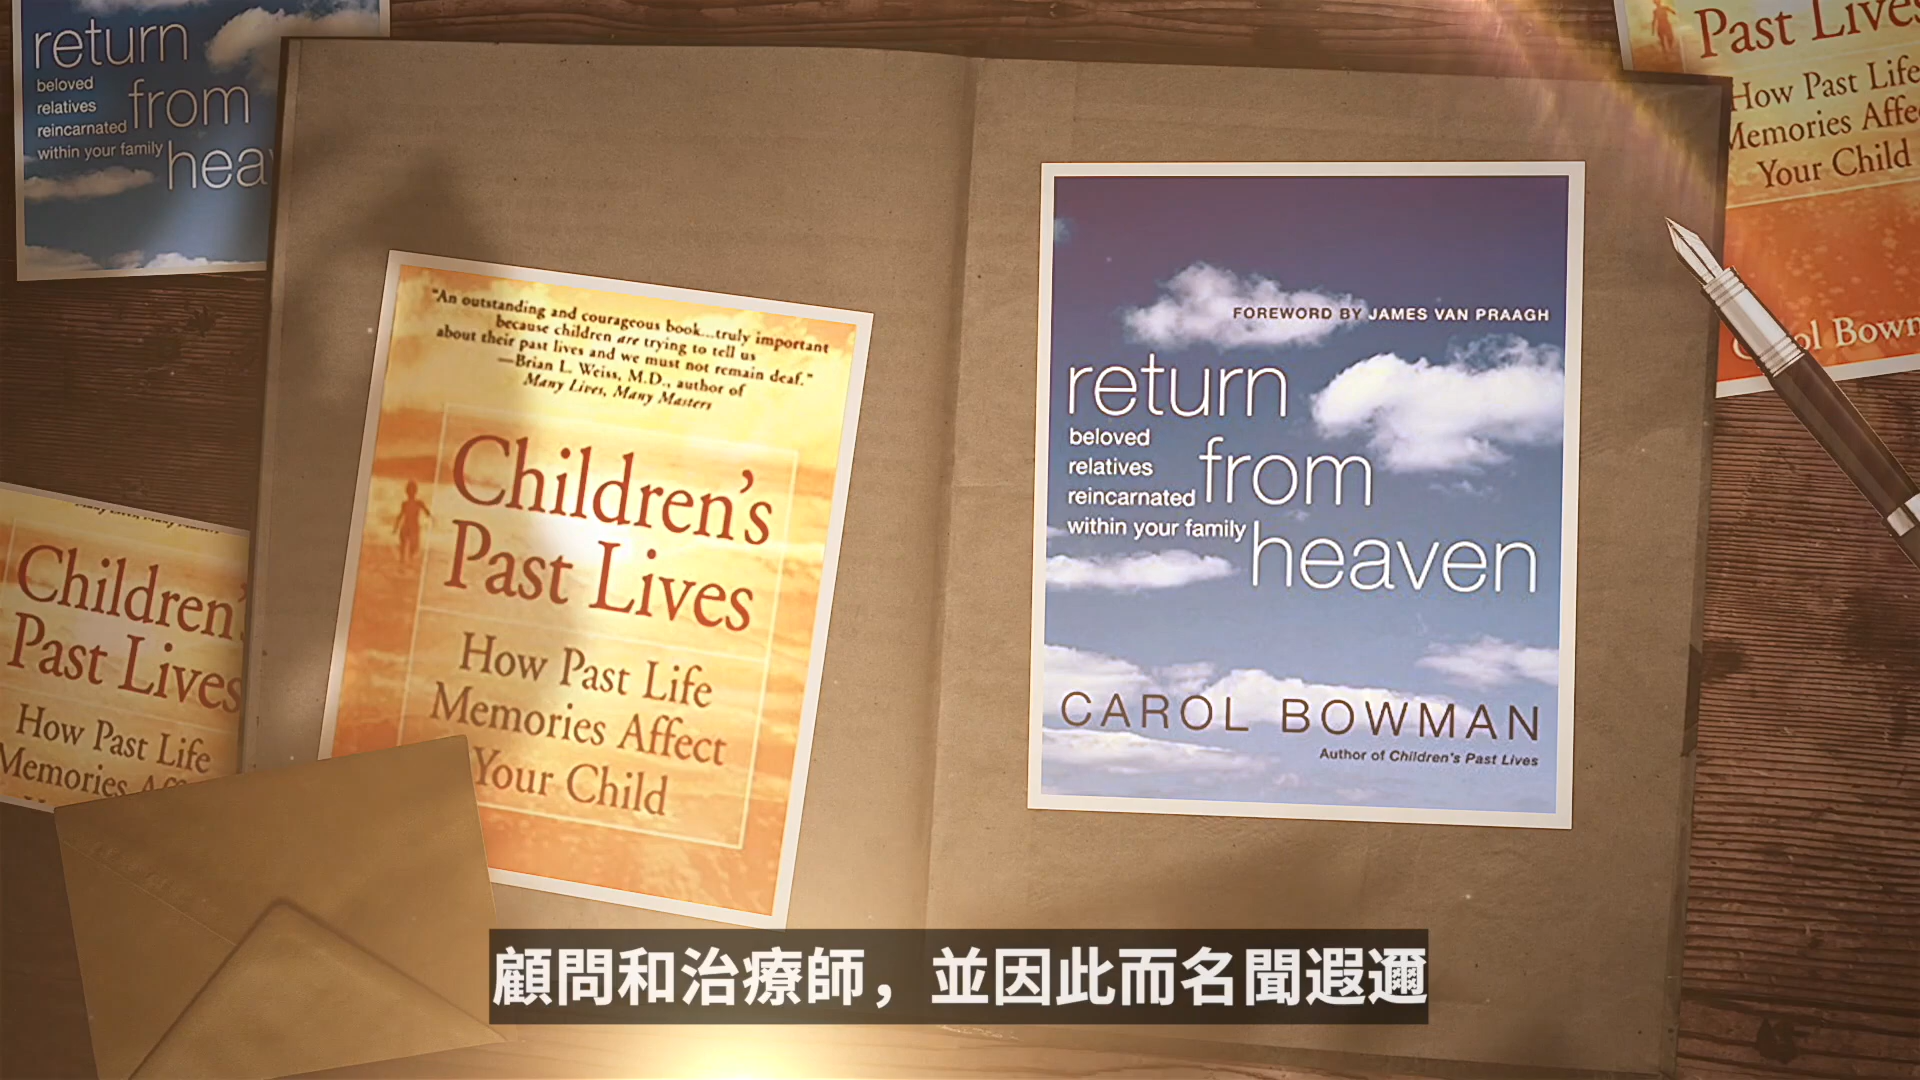 return
beloved
relatives
reincarnated
within your family
from
Past
How Past Life
Memories
Your Child
"An outstanding and courageous book...truly important
because children are trying to tell us
about their past lives and we must not remain deaf."
—Brian L. Weiss, M.D., author of
Many Lives, Many Masters
Children's
Past Lives
How Past Life
Memories Affect
Your Child
FOREWORD BY JAMES VAN PRAAGH
return
beloved
relatives
reincarnated
within your family
from
heaven
CAROL BOWMAN
Author of Children's Past Lives
Past Lives
How Past Life
Memories
顧問和治療師，並因此而名聞遐邇